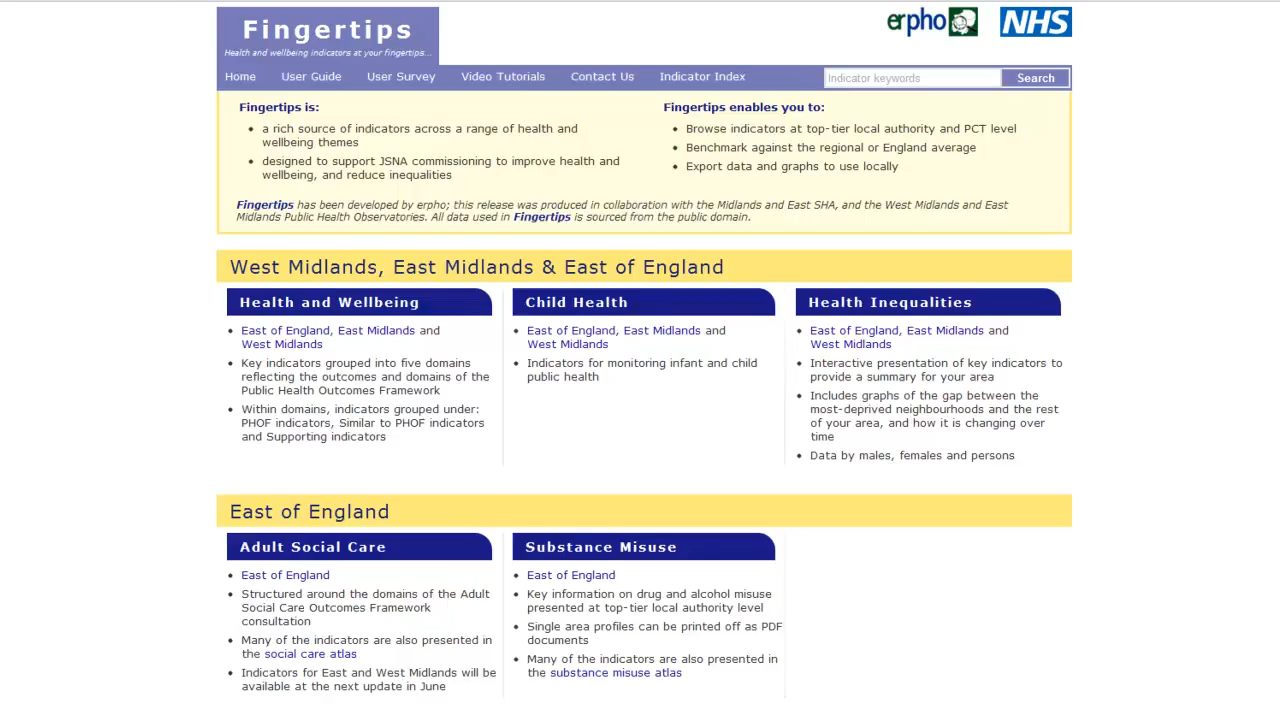 Fingertips
Health and wellbeing indicators at your fingertips...
erpho
NHS
Home User Guide User Survey Video Tutorials Contact Us Indicator Index
Indicator keywords
Search
Fingertips is:
• a rich source of indicators across a range of health and
wellbeing themes
• designed to support JSNA commissioning to improve health and
wellbeing, and reduce inequalities
Fingertips enables you to:
• Browse indicators at top-tier local authority and PCT level
• Benchmark against the regional or England average
• Export data and graphs to use locally
Fingertips has been developed by erpho; this release was produced in collaboration with the Midlands and East SHA, and the West Midlands and East
Midlands Public Health Observatories. All data used in Fingertips is sourced from the public domain.
West Midlands, East Midlands & East of England
Health and Wellbeing
• East of England, East Midlands and
West Midlands
• Key indicators grouped into five domains
reflecting the outcomes and domains of the
Public Health Outcomes Framework
• Within domains, indicators grouped under:
PHOF indicators, Similar to PHOF indicators
and Supporting indicators
Child Health
• East of England, East Midlands and
West Midlands
• Indicators for monitoring infant and child
public health
Health Inequalities
• East of England, East Midlands and
West Midlands
• Interactive presentation of key indicators to
provide a summary for your area
• Includes graphs of the gap between the
most-deprived neighbourhoods and the rest
of your area, and how it is changing over
time
• Data by males, females and persons
East of England
Adult Social Care
• East of England
• Structured around the domains of the Adult
Social Care Outcomes Framework
consultation
• Many of the indicators are also presented in
the social care atlas
• Indicators for East and West Midlands will be
available at the next update in June
Substance Misuse
• East of England
• Key information on drug and alcohol misuse
presented at top-tier local authority level
• Single area profiles can be printed off as PDF
documents
• Many of the indicators are also presented in
the substance misuse atlas